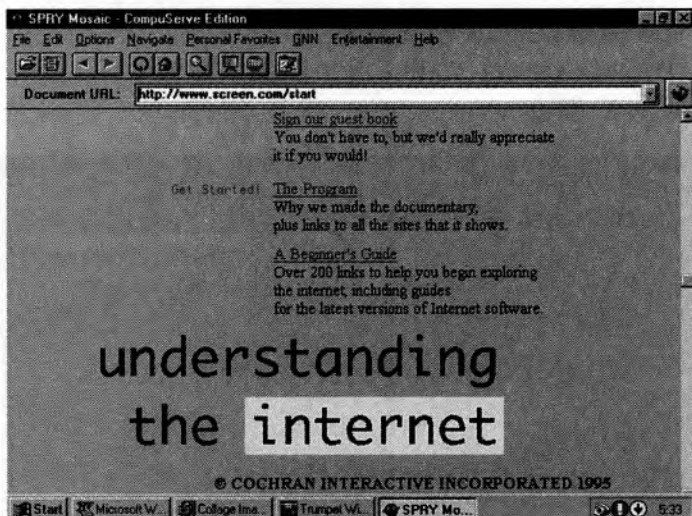 SPRY Mosaic - CompuServe Edition
File Edit Options Navigate Personal Favorites GNN Entertainment Help
Document URL: http://www.screen.com/start
Sign our guest book
You don't have to, but we'd really appreciate
it if you would!
Get Started! The Program
Why we made the documentary,
plus links to all the sites that it shows.
A Beginner's Guide
Over 200 links to help you begin exploring
the internet, including guides
for the latest versions of Internet software.
understanding
the internet
© COCHRAN INTERACTIVE INCORPORATED 1995
Start Microsoft W... Collage Ima... Trumpet Wi... SPRY Mo... 5:33